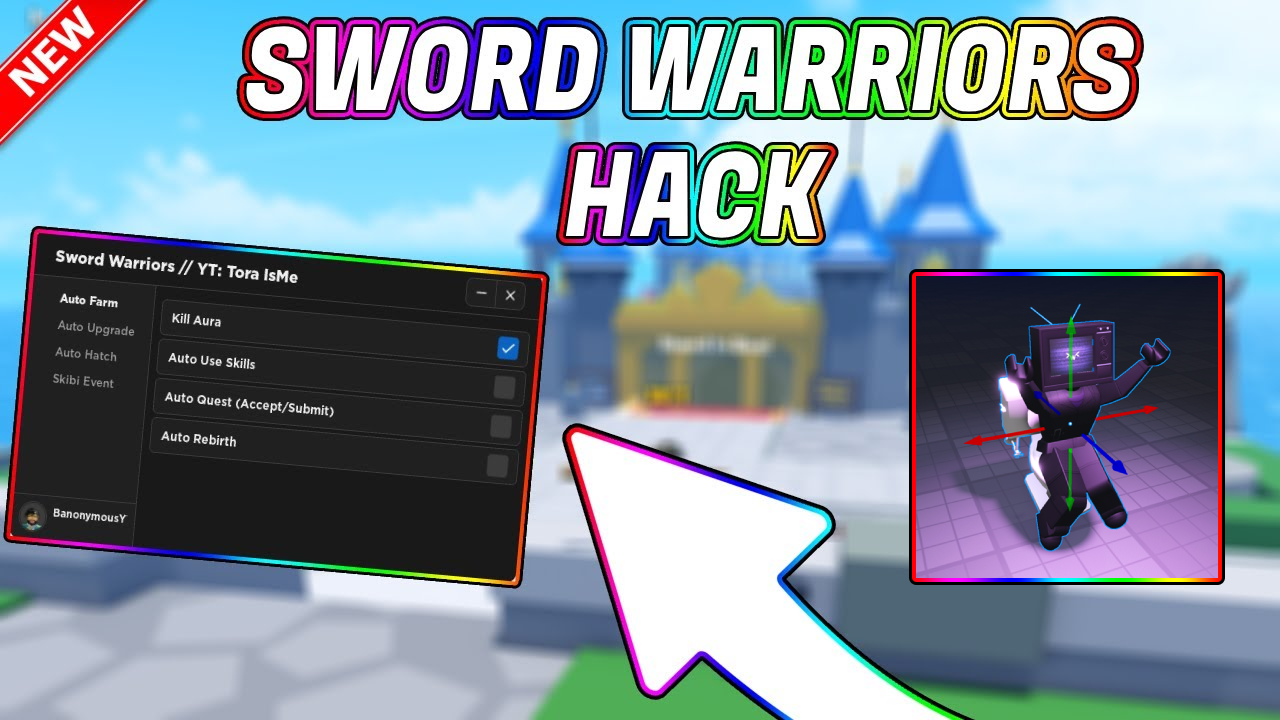 NEW
SWORD WARRIORS
HACK
Sword Warriors // YT: Tora IsMe
Auto Farm
Auto Upgrade
Auto Hatch
Skibi Event
Kill Aura
Auto Use Skills
Auto Quest (Accept/Submit)
Auto Rebirth
BanonymousY